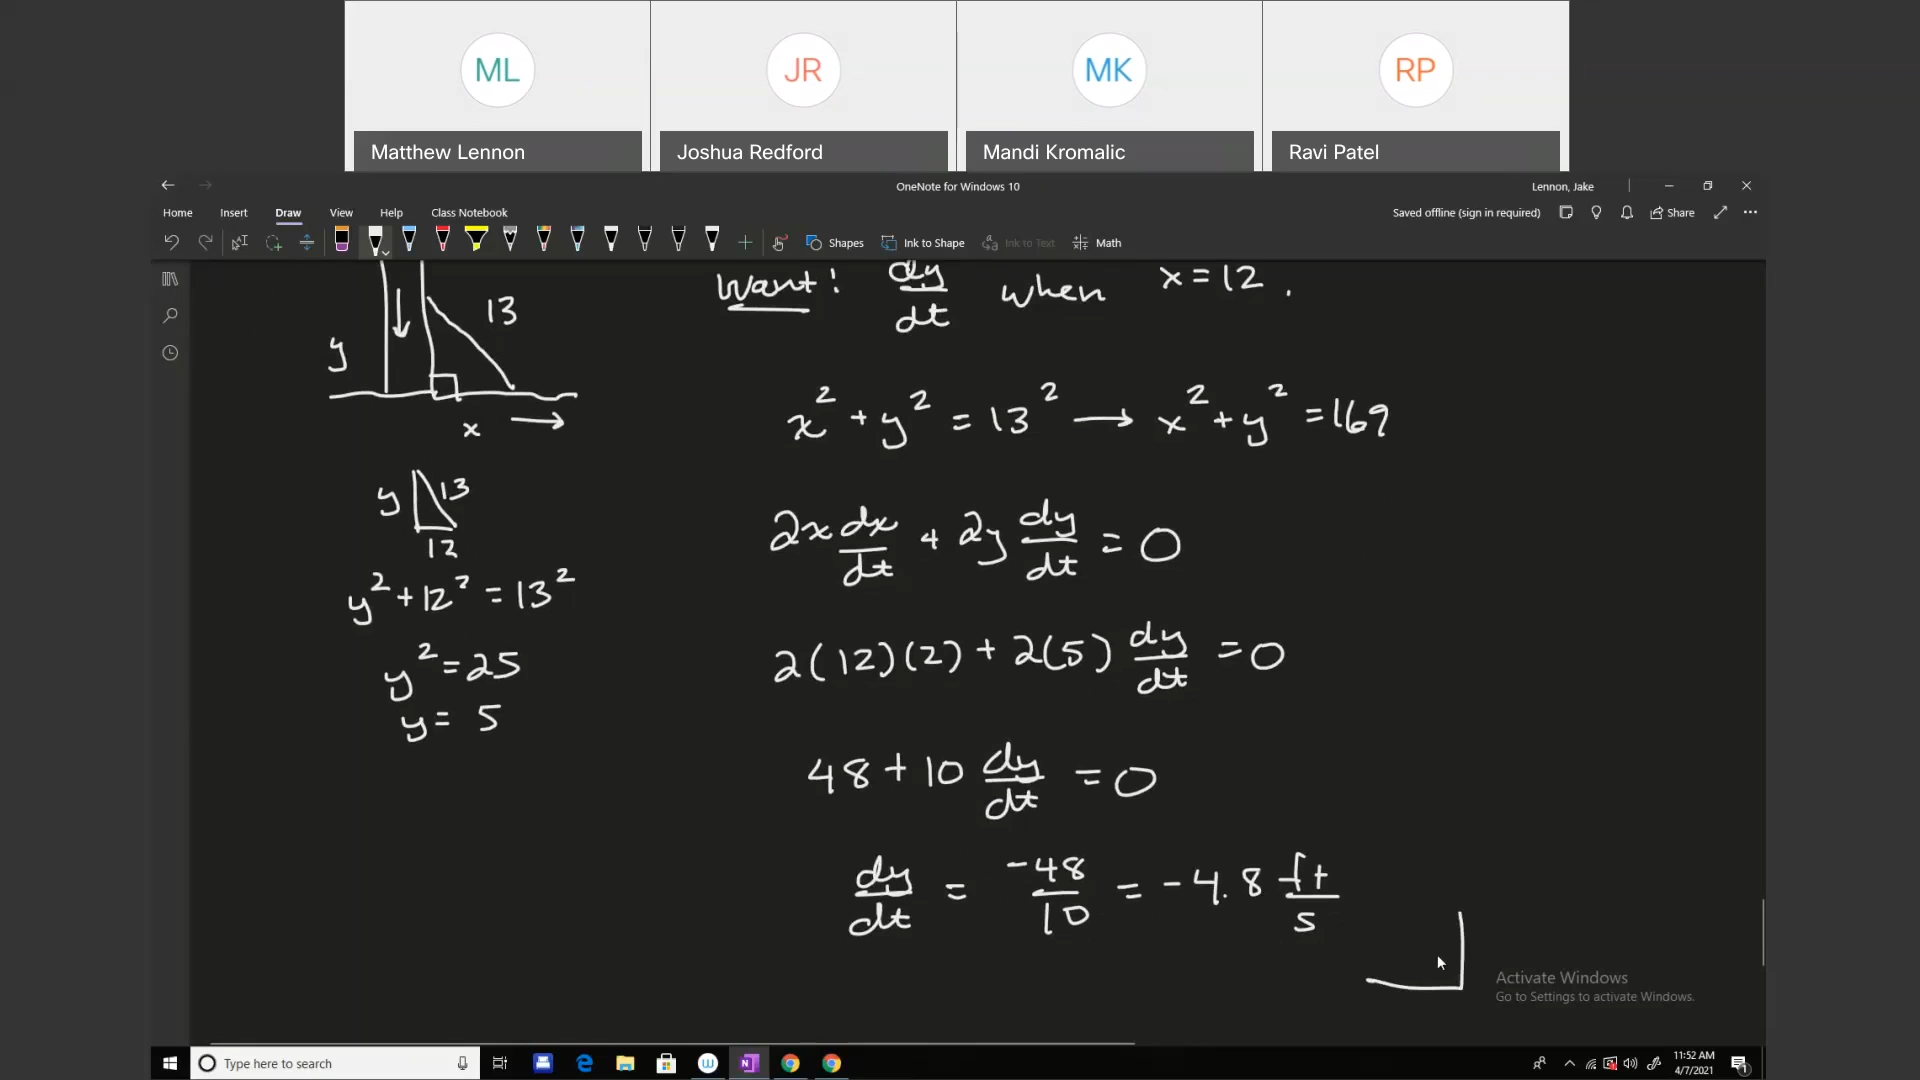 ML
JR
MK
RP
Matthew Lennon
Joshua Redford
Mandi Kromalic
Ravi Patel
OneNote for Windows 10
Lennon, Jake
Home Insert Draw View Help Class Notebook
Saved offline (sign in required)
Share
Shapes
Ink to Shape
Ink to Text
Math
y
13
x →
Want: dy/dt when x = 12.
x² + y² = 13² → x² + y² = 169
y 13
12
2x dx/dt + 2y dy/dt = 0
y² + 12² = 13²
y² = 25
y = 5
2(12)(2) + 2(5) dy/dt = 0
48 + 10 dy/dt = 0
dy/dt = -48/10 = -4.8 ft/s
Activate Windows
Go to Settings to activate Windows.
Type here to search
11:52 AM
4/7/2021